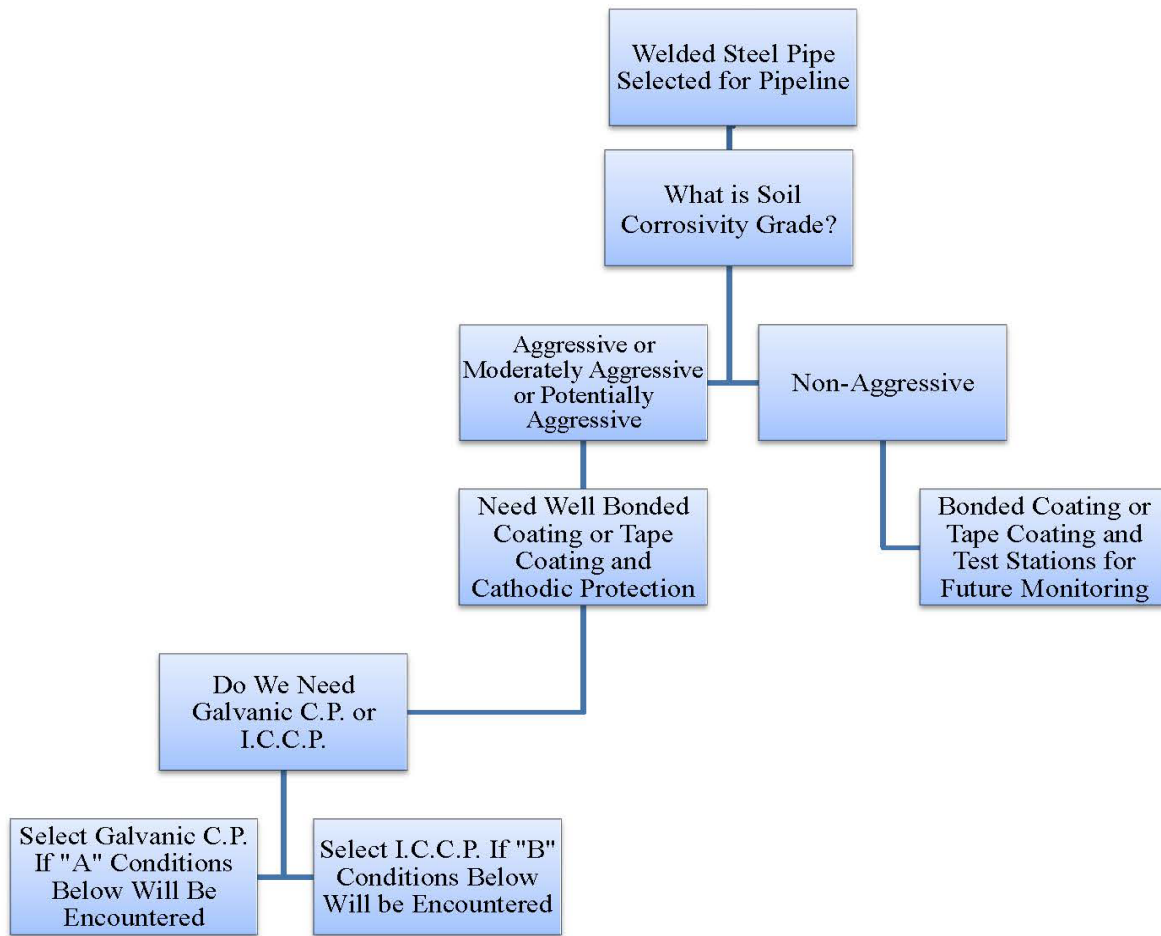 Welded Steel Pipe
Selected for Pipeline
What is Soil
Corrosivity Grade?
Aggressive or
Moderately Aggressive
or Potentially
Aggressive
Non-Aggressive
Need Well Bonded
Coating or Tape
Coating and
Cathodic Protection
Bonded Coating or
Tape Coating and
Test Stations for
Future Monitoring
Do We Need
Galvanic C.P. or
I.C.C.P.
Select Galvanic C.P.
If "A" Conditions
Below Will Be
Encountered
Select I.C.C.P. If "B"
Conditions Below
Will be Encountered